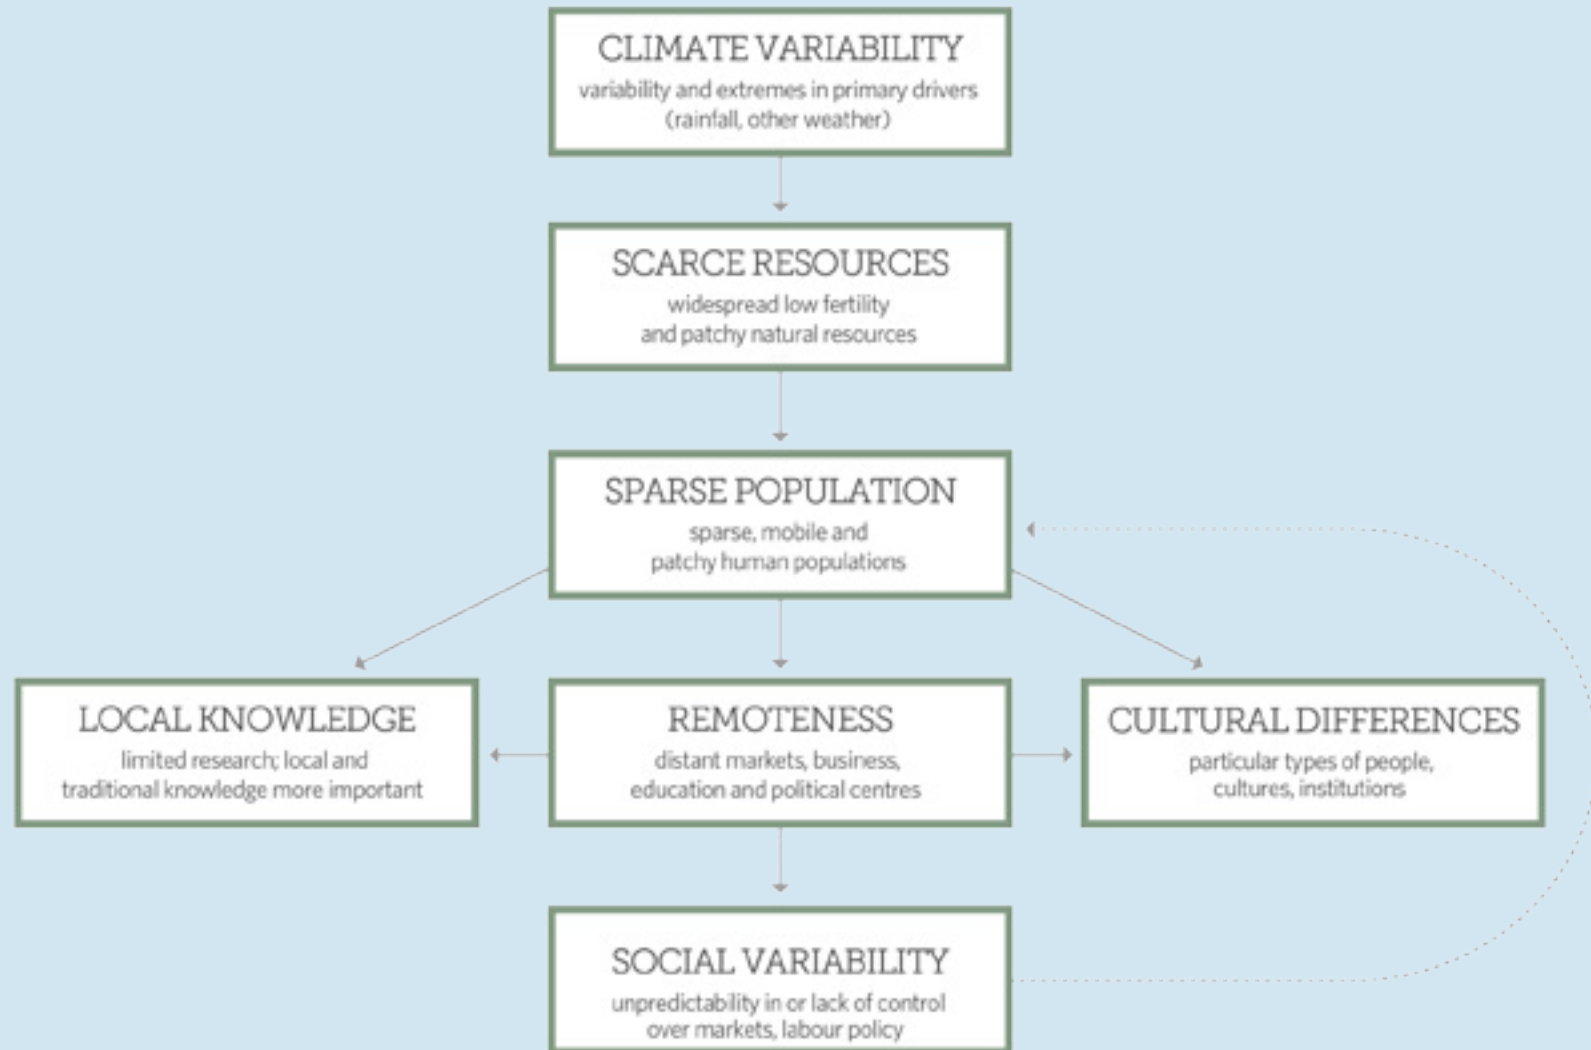 CLIMATE VARIABILITY
variability and extremes in primary drivers
(rainfall, other weather)
SCARCE RESOURCES
widespread low fertility
and patchy natural resources
SPARSE POPULATION
sparse, mobile and
patchy human populations
LOCAL KNOWLEDGE
limited research; local and
traditional knowledge more important
REMOTENESS
distant markets, business,
education and political centres
CULTURAL DIFFERENCES
particular types of people,
cultures, institutions
SOCIAL VARIABILITY
unpredictability in or lack of control
over markets, labour policy